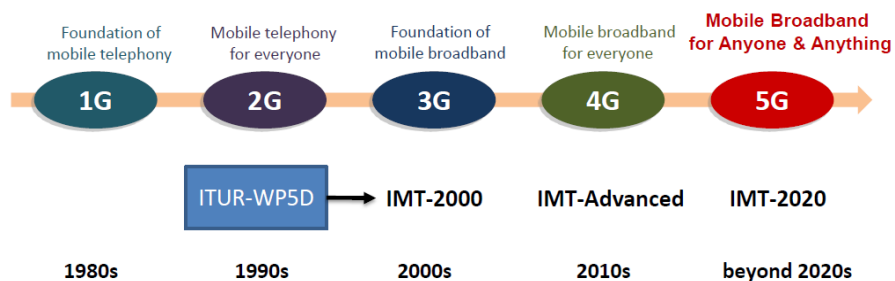 Foundation of
mobile telephony
Mobile telephony
for everyone
Foundation of
mobile broadband
Mobile broadband
for everyone
Mobile Broadband
for Anyone & Anything
1G
2G
3G
4G
5G
ITUR-WP5D
IMT-2000
IMT-Advanced
IMT-2020
1980s
1990s
2000s
2010s
beyond 2020s